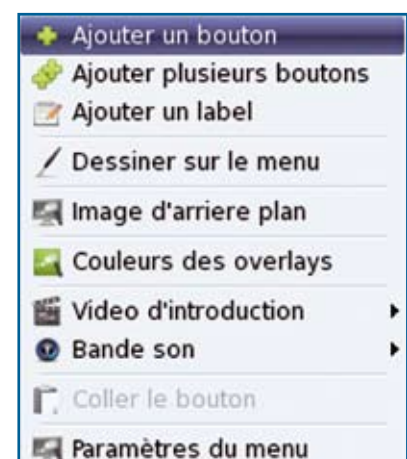 Ajouter un bouton
Ajouter plusieurs boutons
Ajouter un label
Dessiner sur le menu
Image d'arriere plan
Couleurs des overlays
Video d'introduction
Bande son
Coller le bouton
Paramètres du menu